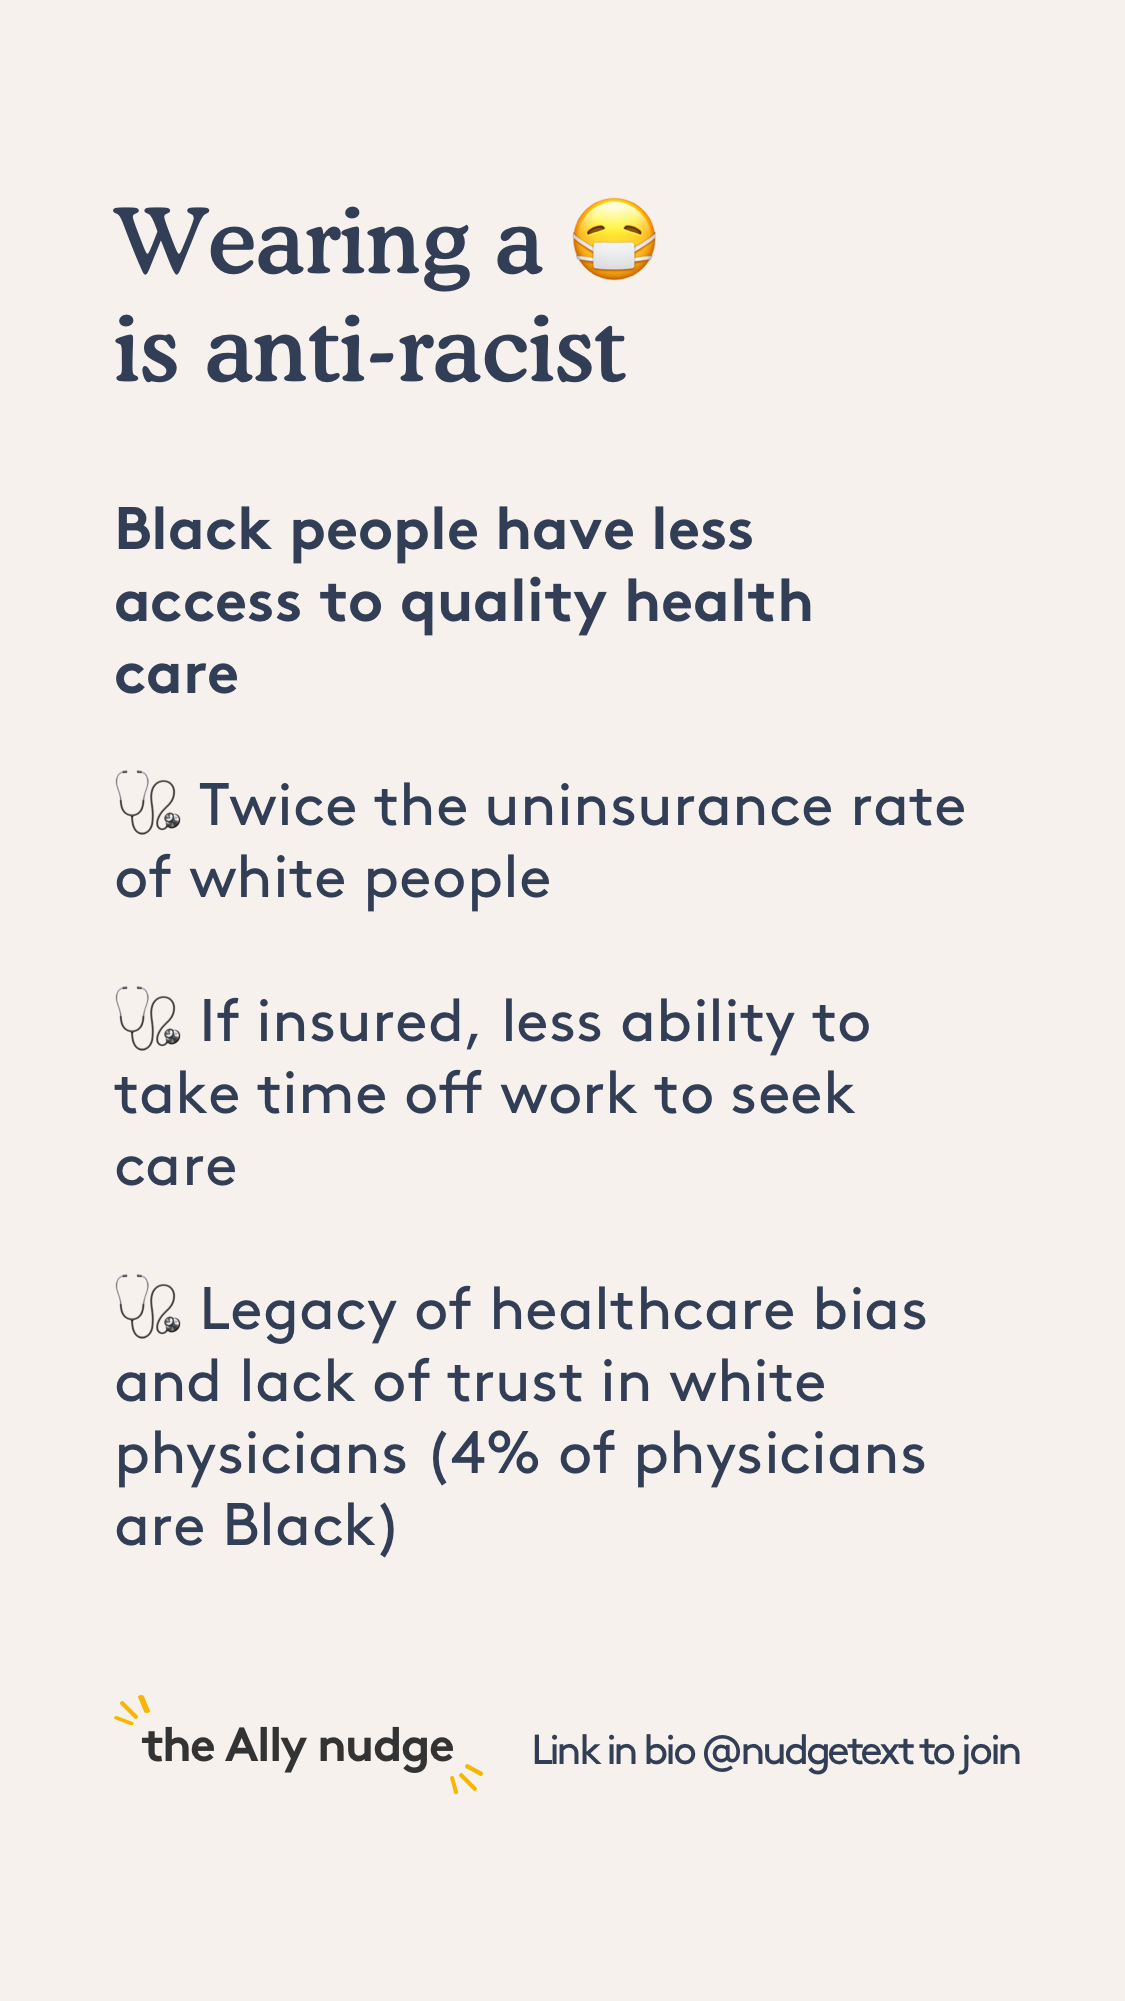 Wearing a 😷
is anti-racist
Black people have less
access to quality health
care
🩺 Twice the uninsurance rate
of white people
🩺 If insured, less ability to
take time off work to seek
care
🩺 Legacy of healthcare bias
and lack of trust in white
physicians (4% of physicians
are Black)
the Ally nudge
Link in bio @nudgetext to join